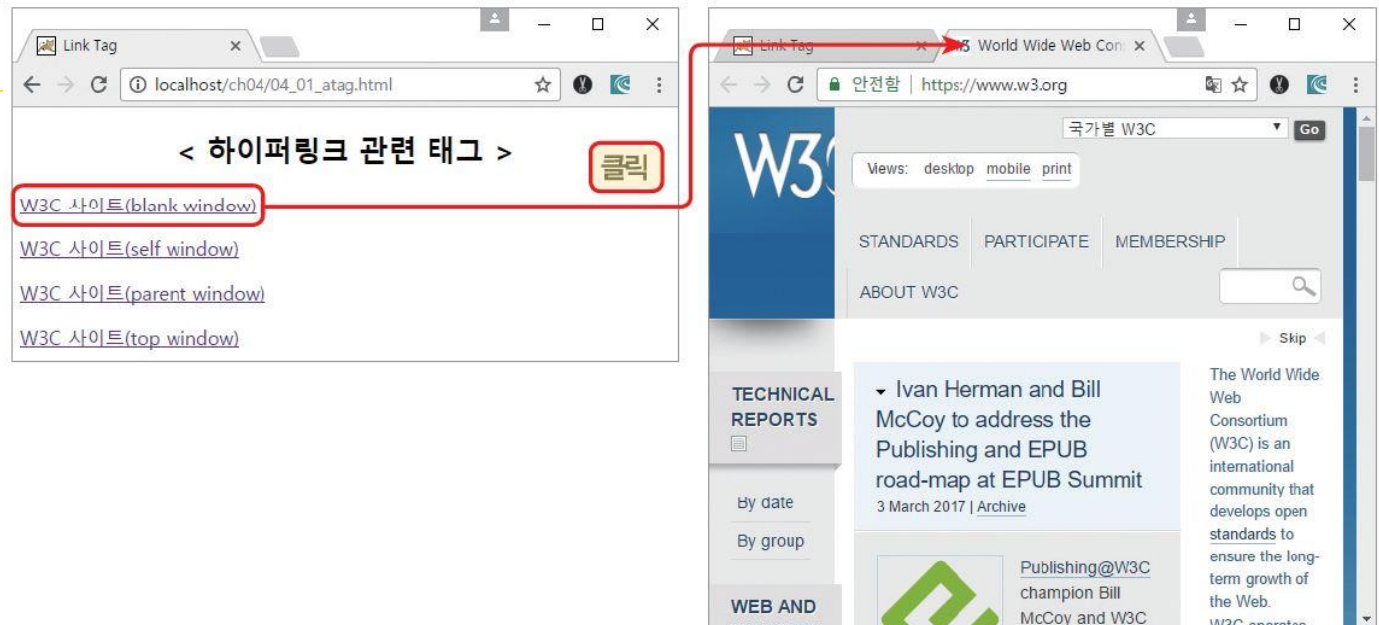 Link Tag
localhost/ch04/04_01_atag.html
< 하이퍼링크 관련 태그 >
클릭
W3C 사이트(blank window)
W3C 사이트(self window)
W3C 사이트(parent window)
W3C 사이트(top window)
Link Tag
World Wide Web Con
안전함 | https://www.w3.org
W3C
국가별 W3C
Go
Views: desktop mobile print
STANDARDS PARTICIPATE MEMBERSHIP
ABOUT W3C
Skip
TECHNICAL
REPORTS
By date
By group
WEB AND
Ivan Herman and Bill
McCoy to address the
Publishing and EPUB
road-map at EPUB Summit
3 March 2017 | Archive
Publishing@W3C
champion Bill
McCoy and W3C
The World Wide
Web
Consortium
(W3C) is an
international
community that
develops open
standards to
ensure the long-
term growth of
the Web.
W3C operates